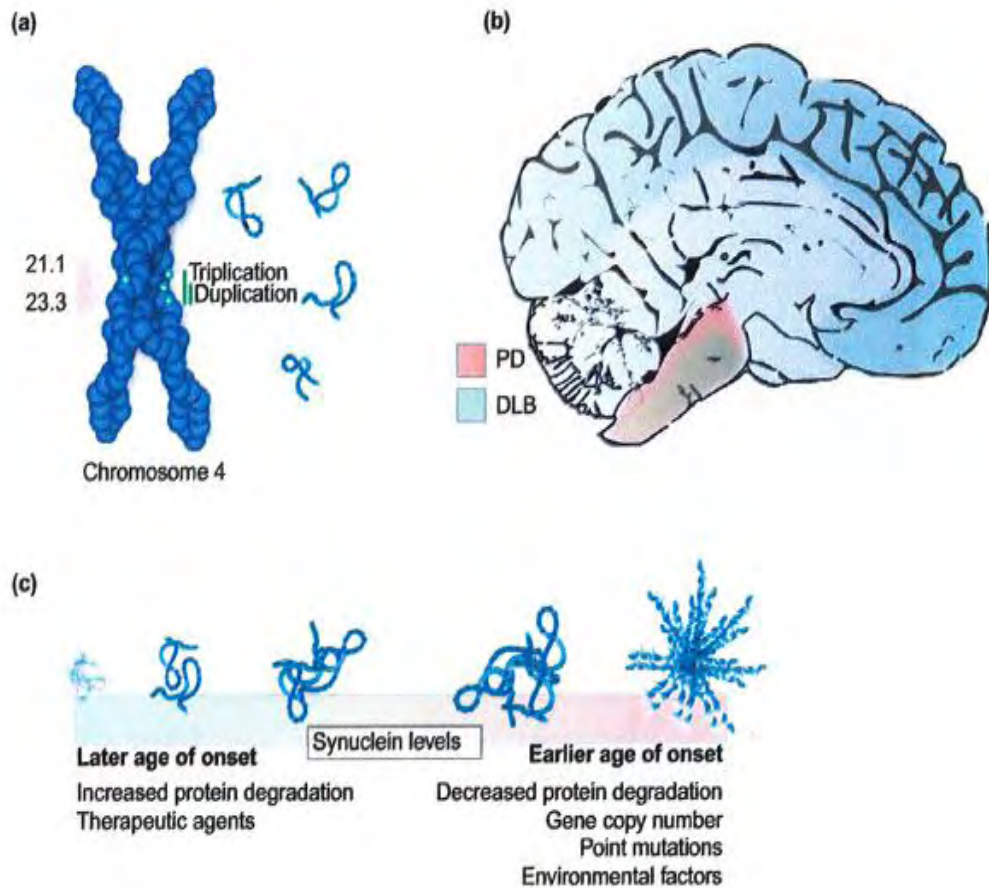 (a)
21.1
23.3
Triplication
Duplication
Chromosome 4
(b)
PD
DLB
(c)
Synuclein levels
Later age of onset
Increased protein degradation
Therapeutic agents
Earlier age of onset
Decreased protein degradation
Gene copy number
Point mutations
Environmental factors